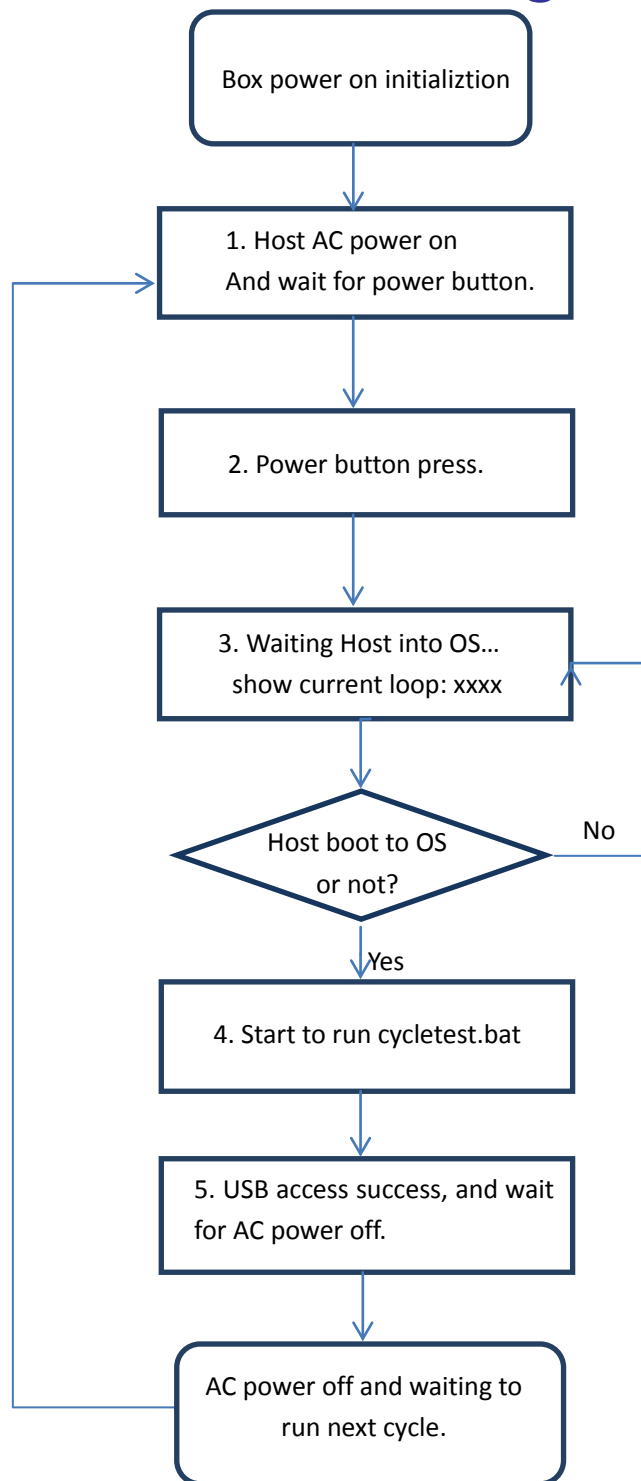 Box power on initializtion
1. Host AC power on
And wait for power button.
2. Power button press.
3. Waiting Host into OS...
show current loop: xxxx
Host boot to OS
or not?
No
Yes
4. Start to run cycletest.bat
5. USB access success, and wait
for AC power off.
AC power off and waiting to
run next cycle.